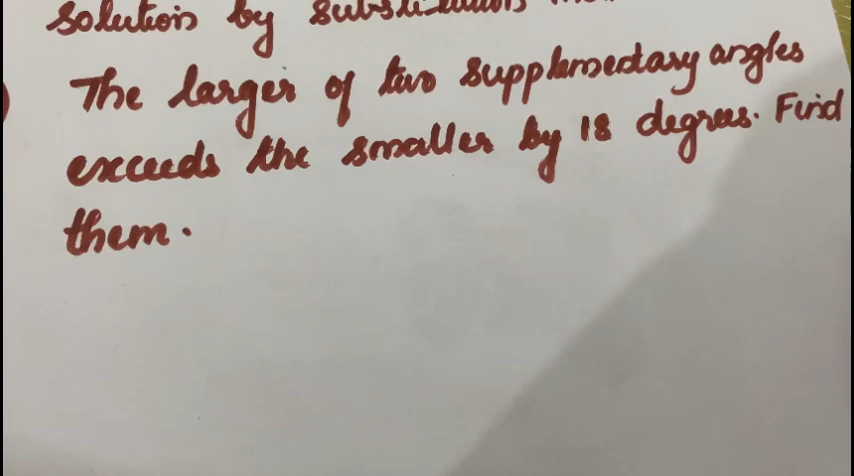 Solution by
The larger of two supplementary angles
exceeds the smaller by 18 degrees. Find
them.